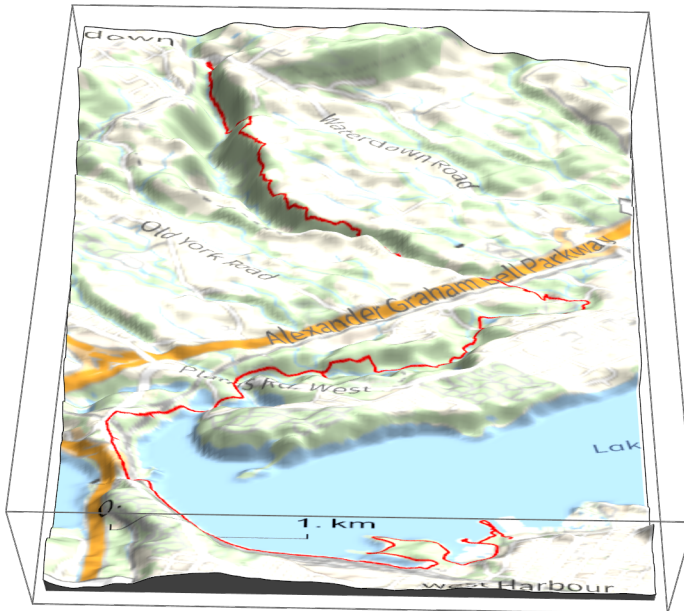 down
Waterdown Road
Old York Road
Alexander Graham Bell Parkway
Plains Rd. West
Lak
0.
1. km
west Harbour